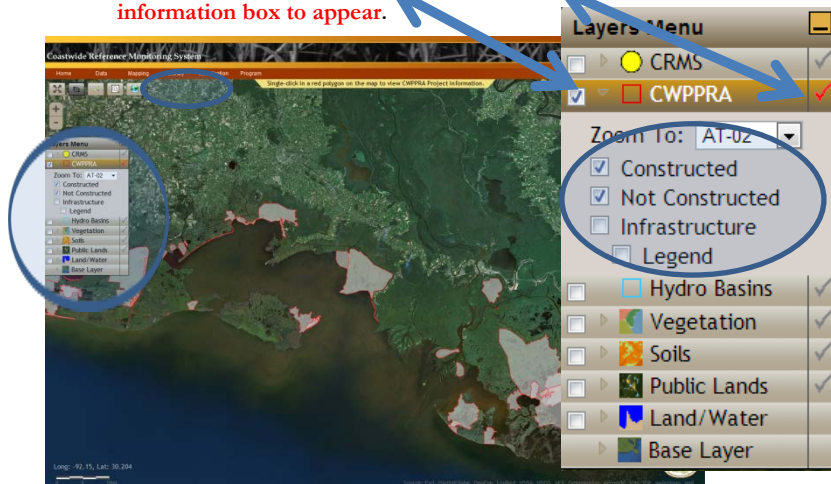 information box to appear.
Coastwide Reference Monitoring System
Home Data Mapping Program
Single-click in a red polygon on the map to view CWPPRA Project information.
Layers Menu
CRMS
CWPPRA
Zoom To: AT-02
Constructed
Not Constructed
Infrastructure
Legend
Hydro Basins
Vegetation
Soils
Public Lands
Land/Water
Base Layer
Long: -92.15, Lat: 30.204
Layers Menu
CRMS
CWPPRA
Zoom To: AT-02
Constructed
Not Constructed
Infrastructure
Legend
Hydro Basins
Vegetation
Soils
Public Lands
Land/Water
Base Layer